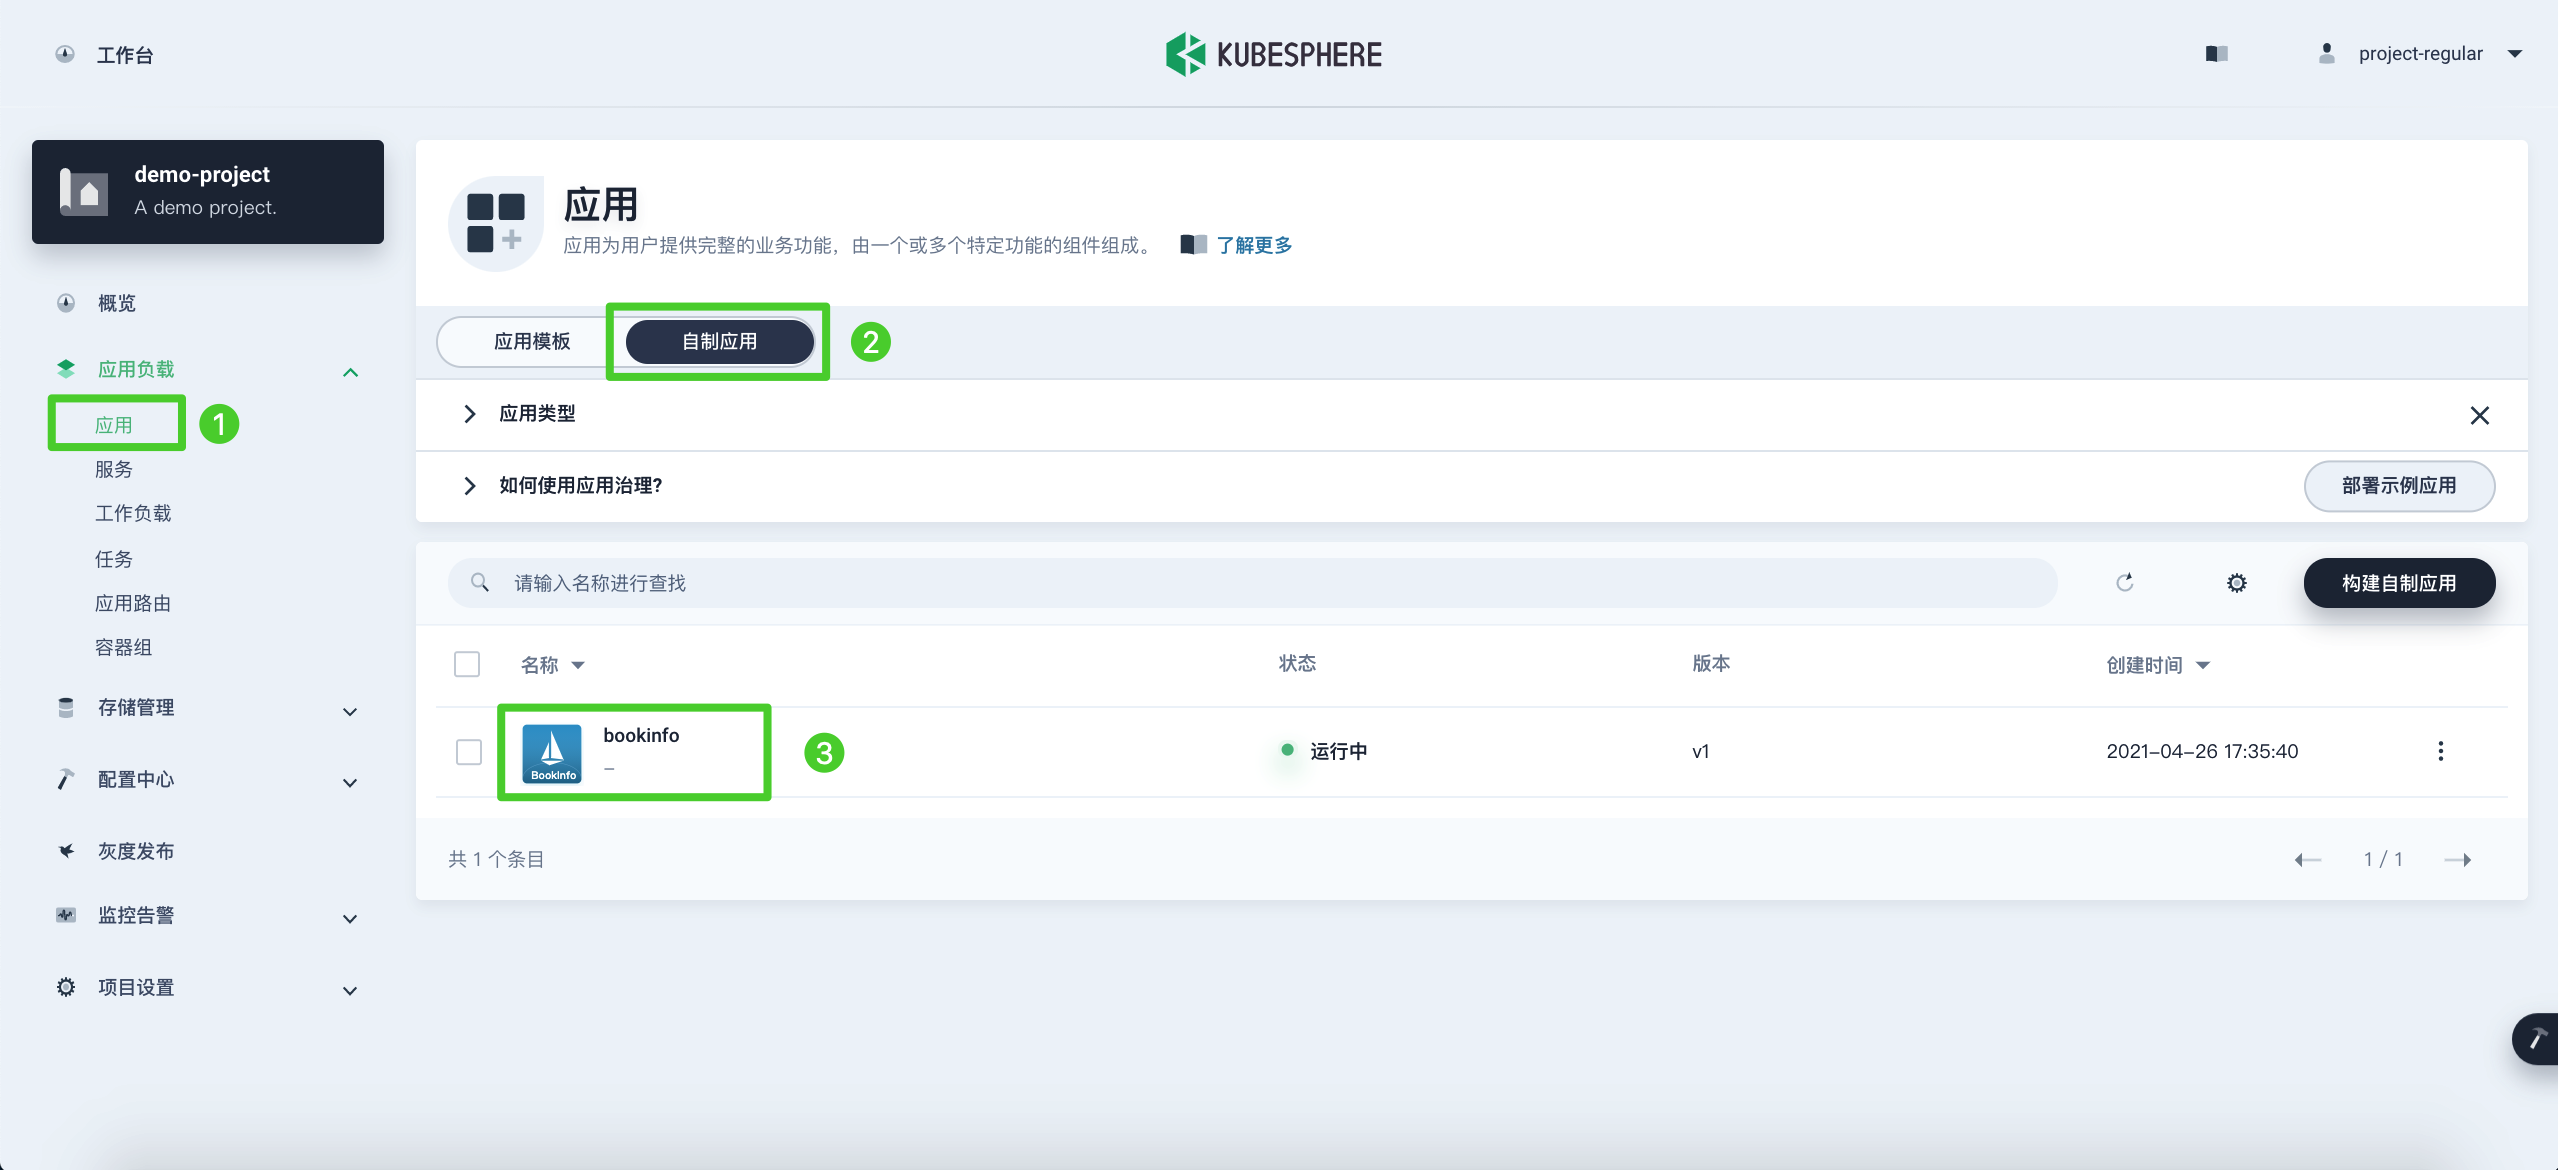 工作台
KUBESPHERE
project-regular
demo-project
A demo project.
概览
应用负载
应用
1
服务
工作负载
任务
应用路由
容器组
存储管理
配置中心
灰度发布
监控告警
项目设置
应用
应用为用户提供完整的业务功能，由一个或多个特定功能的组件组成。 了解更多
应用模板 自制应用 2
应用类型
如何使用应用治理? 部署示例应用
请输入名称进行查找 构建自制应用
名称 状态 版本 创建时间
BookInfo
bookinfo
–
3 运行中 v1 2021-04-26 17:35:40
共 1 个条目 1 / 1